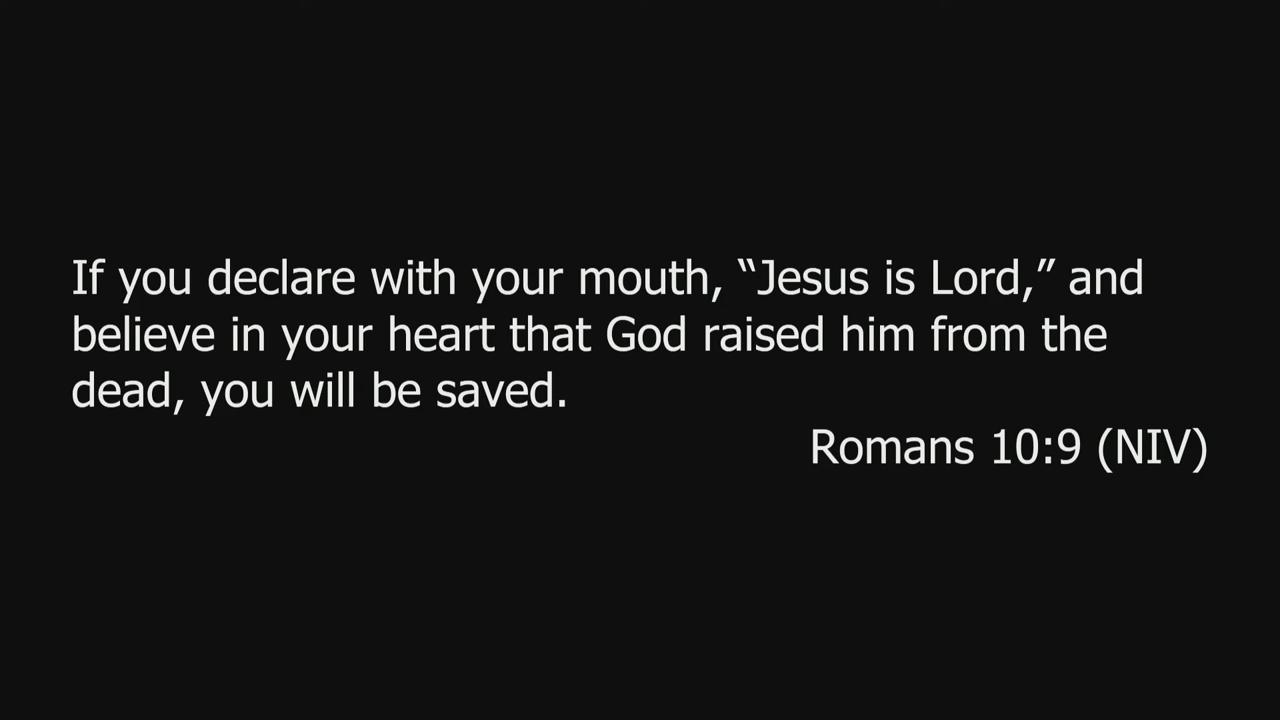 If you declare with your mouth, “Jesus is Lord,” and
believe in your heart that God raised him from the
dead, you will be saved.
Romans 10:9 (NIV)